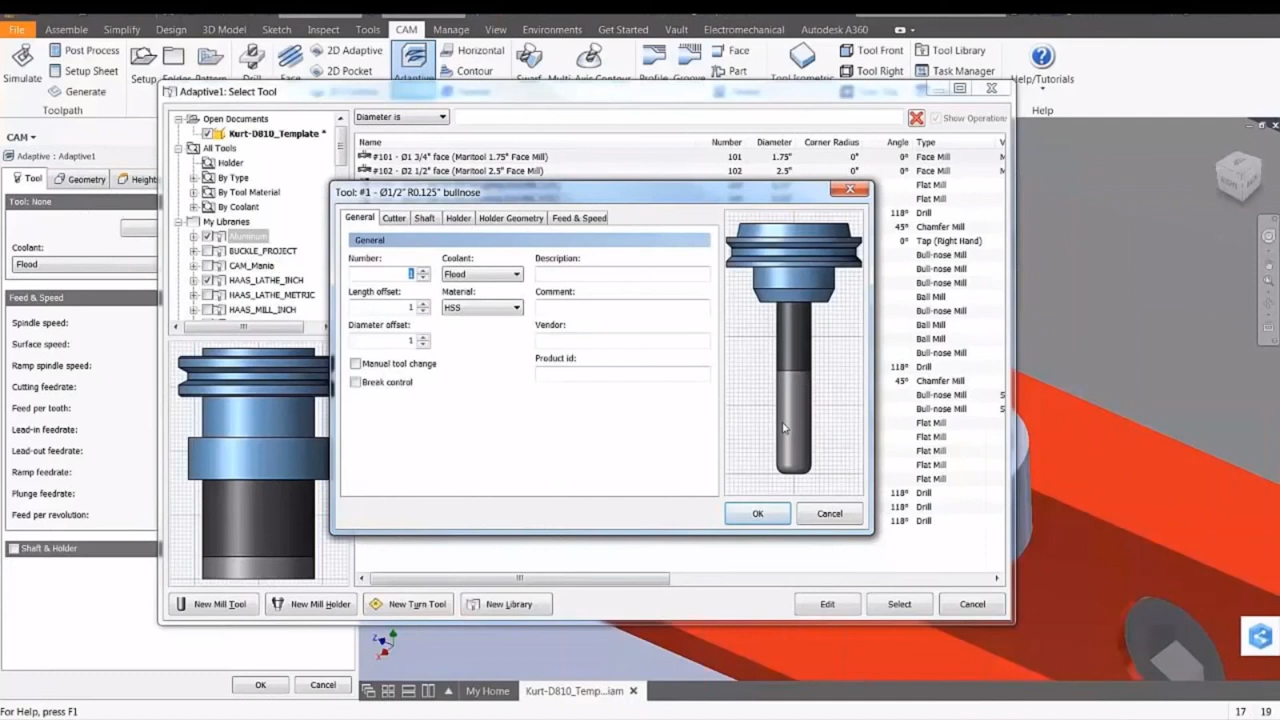 File Assemble Simplify Design 3D Model Sketch Inspect Tools CAM Manage View Environments Get Started Vault Electromechanical Autodesk A360
Post Process 2D Adaptive Horizontal Face Tool Front Tool Library
Simulate Setup Sheet Setup 2D Pocket Contour Part Tool Right Task Manager Help/Tutorials
Generate
Toolpath Help
Adaptive1: Select Tool
CAM
Adaptive : Adaptive1
Tool Geometry Heights
Tool: None
Coolant:
Flood
Feed & Speed
Spindle speed:
Surface speed:
Ramp spindle speed:
Cutting feedrate:
Feed per tooth:
Lead-in feedrate:
Lead-out feedrate:
Ramp feedrate:
Plunge feedrate:
Feed per revolution:
Shaft & Holder
OK Cancel
Open Documents
Kurt-D810_Template *
All Tools
Holder
By Type
By Tool Material
By Coolant
My Libraries
Aluminum
BUCKLE_PROJECT
CAM_Mania
HAAS_LATHE_INCH
HAAS_LATHE_METRIC
HAAS_MILL_INCH
Diameter is Show Operations
Name Number Diameter Corner Radius Angle Type V
#101 - Ø1 3/4" face (Maritool 1.75" Face Mill) 101 1.75" 0" 0° Face Mill M
#102 - Ø2 1/2" face (Maritool 2.5" Face Mill) 102 2.5" 0" 0° Face Mill M
Flat Mill
Flat Mill
118° Drill
45° Chamfer Mill
0° Tap (Right Hand)
Bull-nose Mill
Bull-nose Mill
Bull-nose Mill
Ball Mill
Bull-nose Mill
Ball Mill
Ball Mill
Bull-nose Mill
118° Drill
45° Chamfer Mill
Bull-nose Mill S
Bull-nose Mill S
Flat Mill
Flat Mill
Flat Mill
Flat Mill
Flat Mill
118° Drill
118° Drill
118° Drill
Tool: #1 - Ø1/2" R0.125" bullnose
General Cutter Shaft Holder Holder Geometry Feed & Speed
General
Number: Coolant: Description:
1 Flood
Length offset: Material: Comment:
1 HSS
Diameter offset: Vendor:
1
Manual tool change Product id:
Break control
OK Cancel
New Mill Tool New Mill Holder New Turn Tool New Library Edit Select Cancel
My Home Kurt-D810_Temp...iam
For Help, press F1 17 19